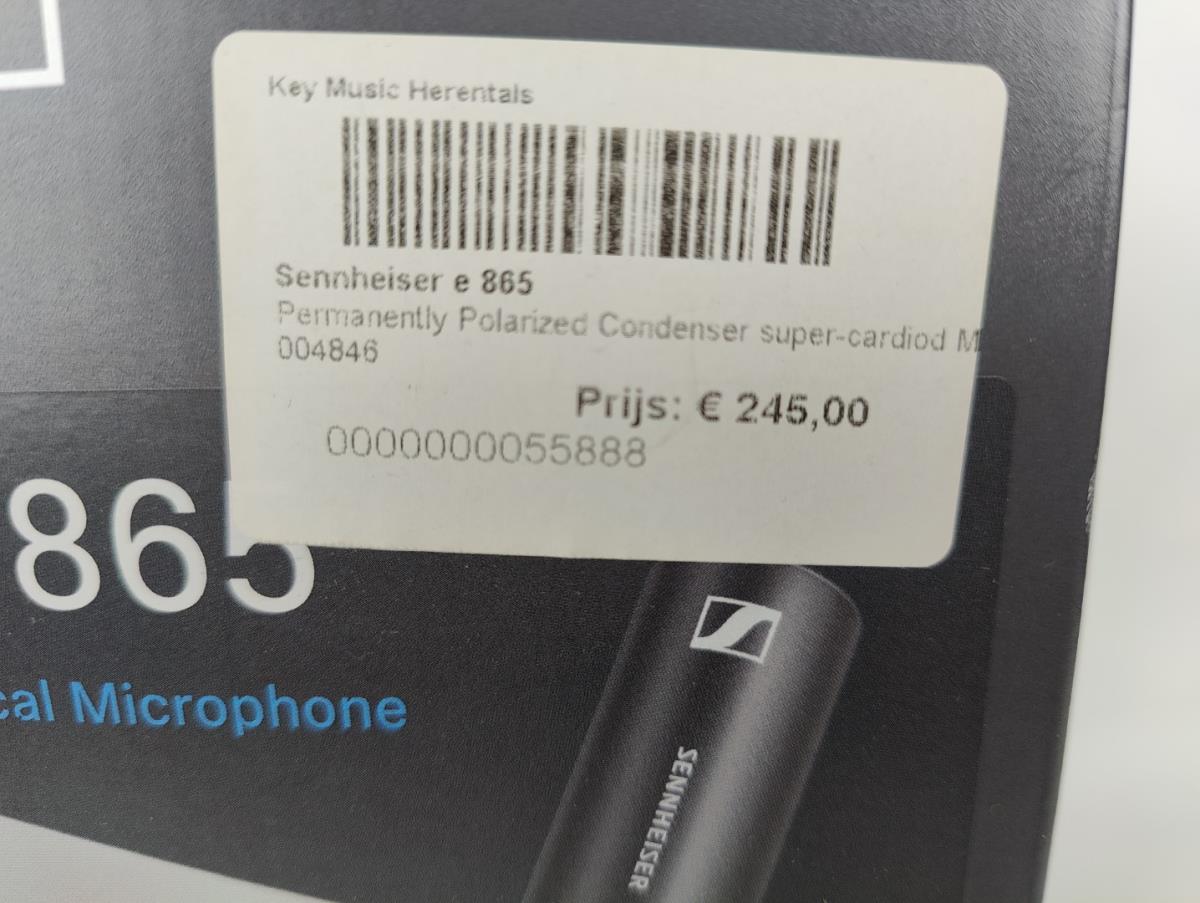 Key Music Herentals
Sennheiser e 865
Permanently Polarized Condenser super-cardiod M
004846
Prijs: € 245,00
0000000055888
865
cal Microphone
SENNHEISER